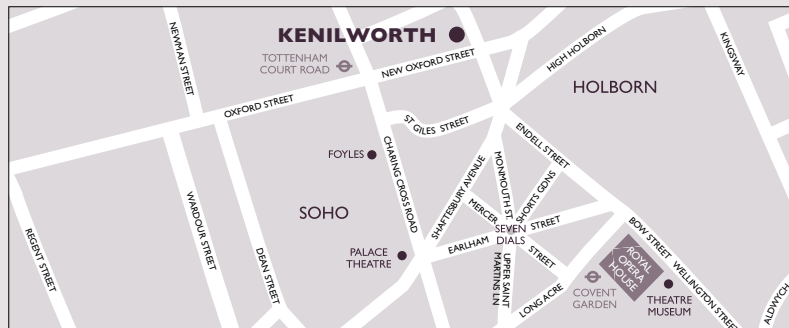 NEWMAN STREET
KENILWORTH
TOTTENHAM
COURT ROAD
NEW OXFORD STREET
HIGH HOLBORN
KINGSWAY
OXFORD STREET
HOLBORN
ST GILES STREET
ENDELL STREET
FOYLES
CHARING CROSS ROAD
SHAFTESBURY AVENUE
MONMOUTH ST.
SHORTS GDNS
MERCER
STREET
SOHO
WARDOUR STREET
REGENT STREET
DEAN STREET
PALACE
THEATRE
EARLHAM
STREET
SEVEN
DIALS
UPPER SAINT
MARTINS LN
LONG ACRE
BOW STREET
WELLINGTON STREET
ROYAL
OPERA
HOUSE
COVENT
GARDEN
THEATRE
MUSEUM
ALDWYCH